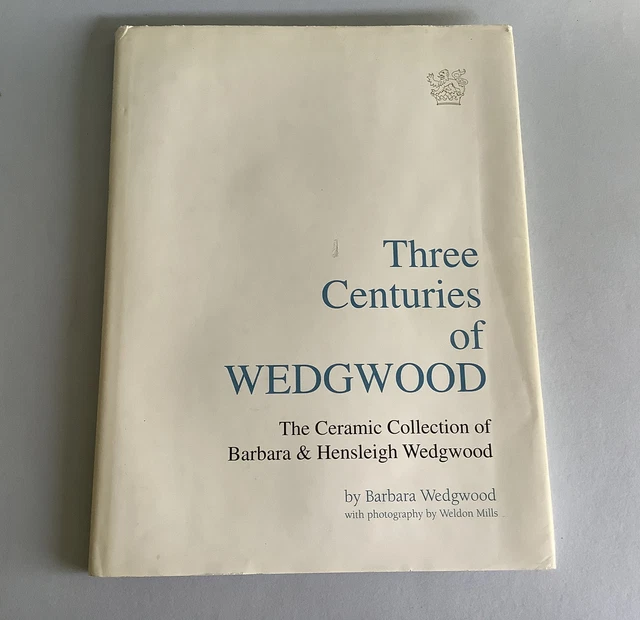 Three
Centuries
of
WEDGWOOD
The Ceramic Collection of
Barbara & Hensleigh Wedgwood
by Barbara Wedgwood
with photography by Weldon Mills